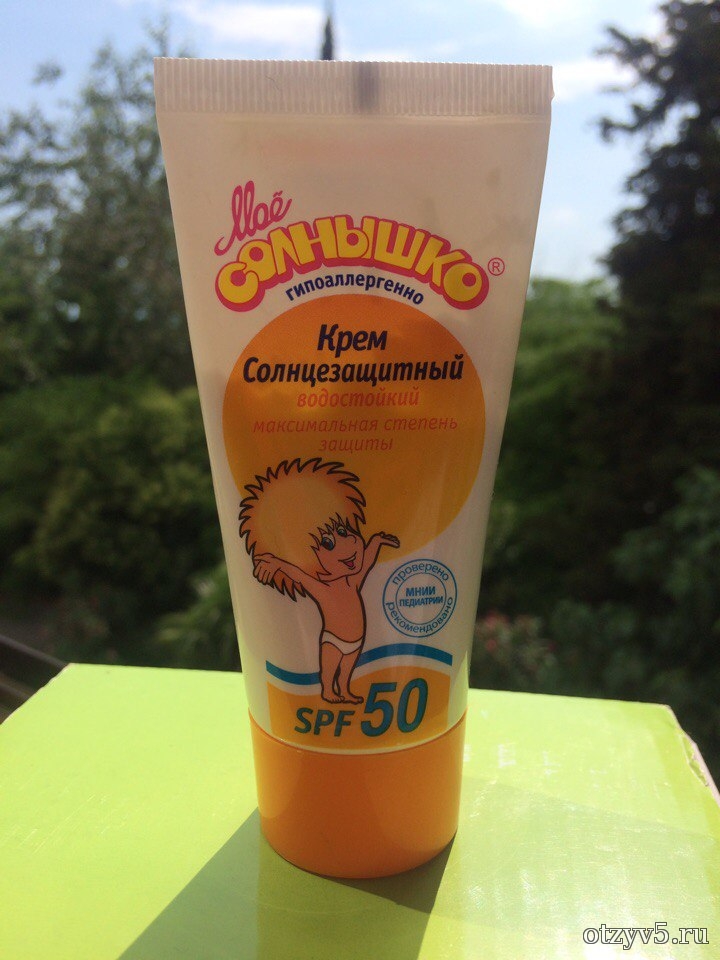 Моё
СОЛНЫШКО®
гипоаллергенно
Крем
Солнцезащитный
водостойкий
максимальная степень
защиты
проверено
МНИИ
ПЕДИАТРИИ
рекомендовано
SPF 50
otzyv5.ru